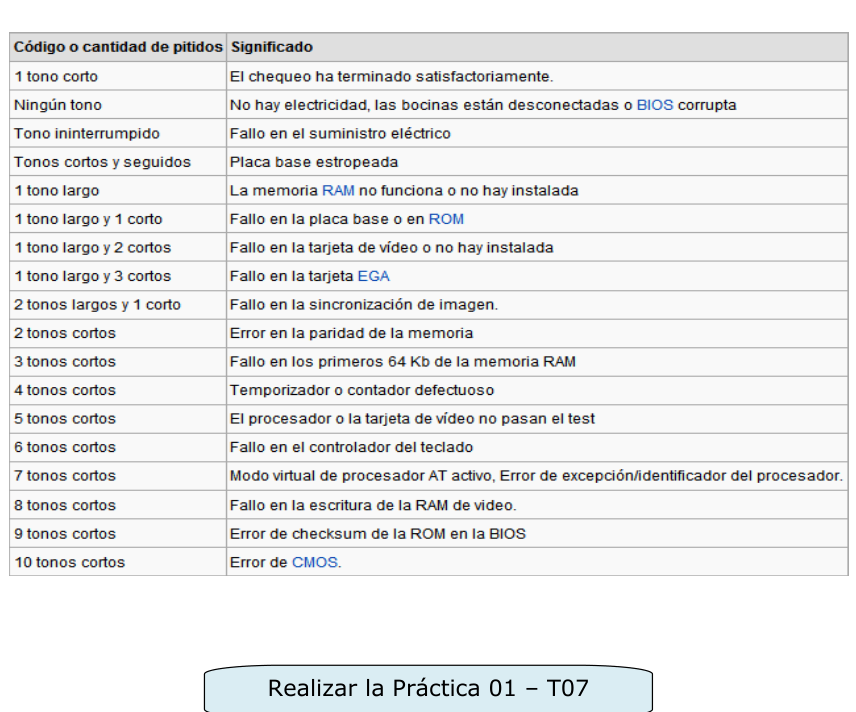 Código o cantidad de pitidos Significado
1 tono corto El chequeo ha terminado satisfactoriamente.
Ningún tono No hay electricidad, las bocinas están desconectadas o BIOS corrupta
Tono ininterrumpido Fallo en el suministro eléctrico
Tonos cortos y seguidos Placa base estropeada
1 tono largo La memoria RAM no funciona o no hay instalada
1 tono largo y 1 corto Fallo en la placa base o en ROM
1 tono largo y 2 cortos Fallo en la tarjeta de vídeo o no hay instalada
1 tono largo y 3 cortos Fallo en la tarjeta EGA
2 tonos largos y 1 corto Fallo en la sincronización de imagen.
2 tonos cortos Error en la paridad de la memoria
3 tonos cortos Fallo en los primeros 64 Kb de la memoria RAM
4 tonos cortos Temporizador o contador defectuoso
5 tonos cortos El procesador o la tarjeta de vídeo no pasan el test
6 tonos cortos Fallo en el controlador del teclado
7 tonos cortos Modo virtual de procesador AT activo, Error de excepción/identificador del procesador.
8 tonos cortos Fallo en la escritura de la RAM de video.
9 tonos cortos Error de checksum de la ROM en la BIOS
10 tonos cortos Error de CMOS.
Realizar la Práctica 01 – T07